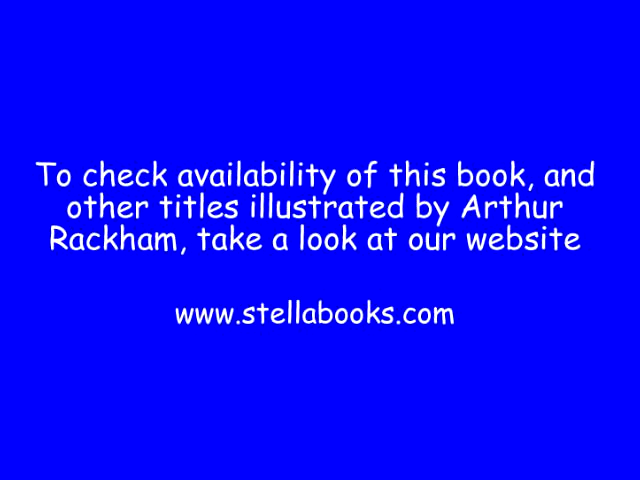 To check availability of this book, and
other titles illustrated by Arthur
Rackham, take a look at our website
www.stellabooks.com